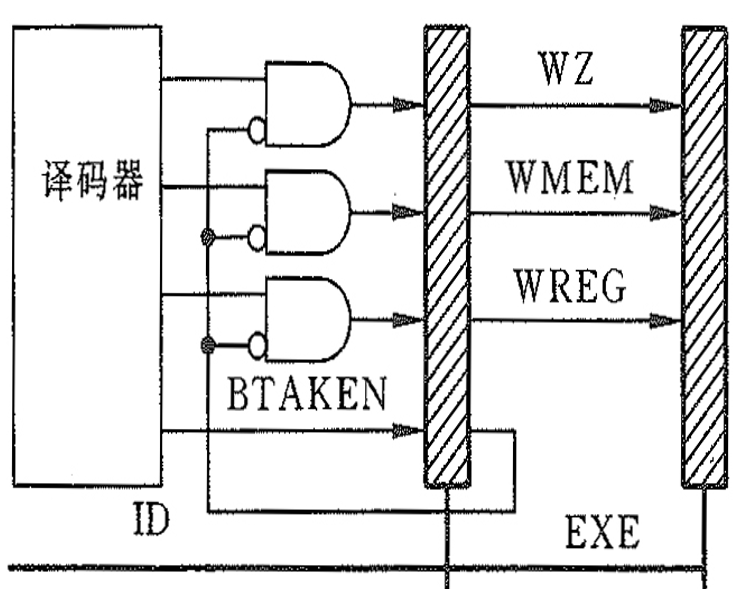 WZ
译码器
WMEM
WREG
BTAKEN
ID
EXE